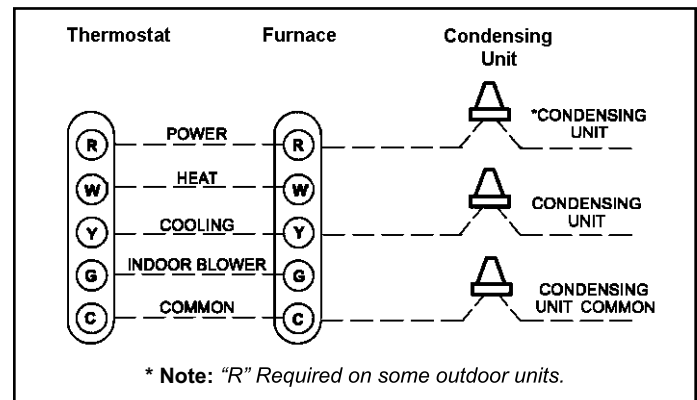 Thermostat Furnace Condensing Unit
R POWER R *CONDENSING UNIT
W HEAT W
Y COOLING Y CONDENSING UNIT
G INDOOR BLOWER G
C COMMON C CONDENSING UNIT COMMON
* Note: “R” Required on some outdoor units.